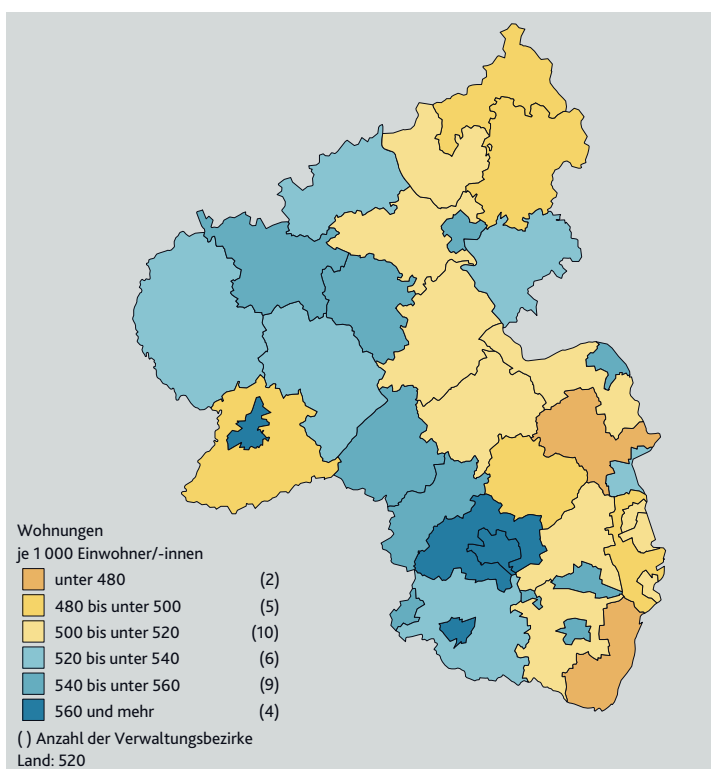 Wohnungen
je 1 000 Einwohner/-innen
unter 480 (2)
480 bis unter 500 (5)
500 bis unter 520 (10)
520 bis unter 540 (6)
540 bis unter 560 (9)
560 und mehr (4)
( ) Anzahl der Verwaltungsbezirke
Land: 520